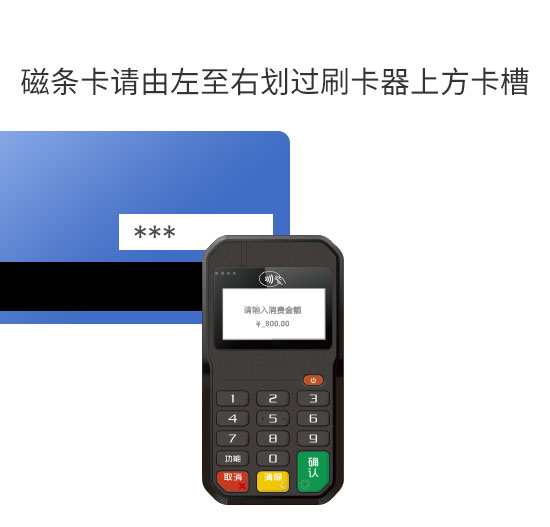 磁条卡请由左至右划过刷卡器上方卡槽
***
请输入消费金额
¥_800.00
1 2 3
4 5 6
7 8 9
功能 0 确认
取消 清除